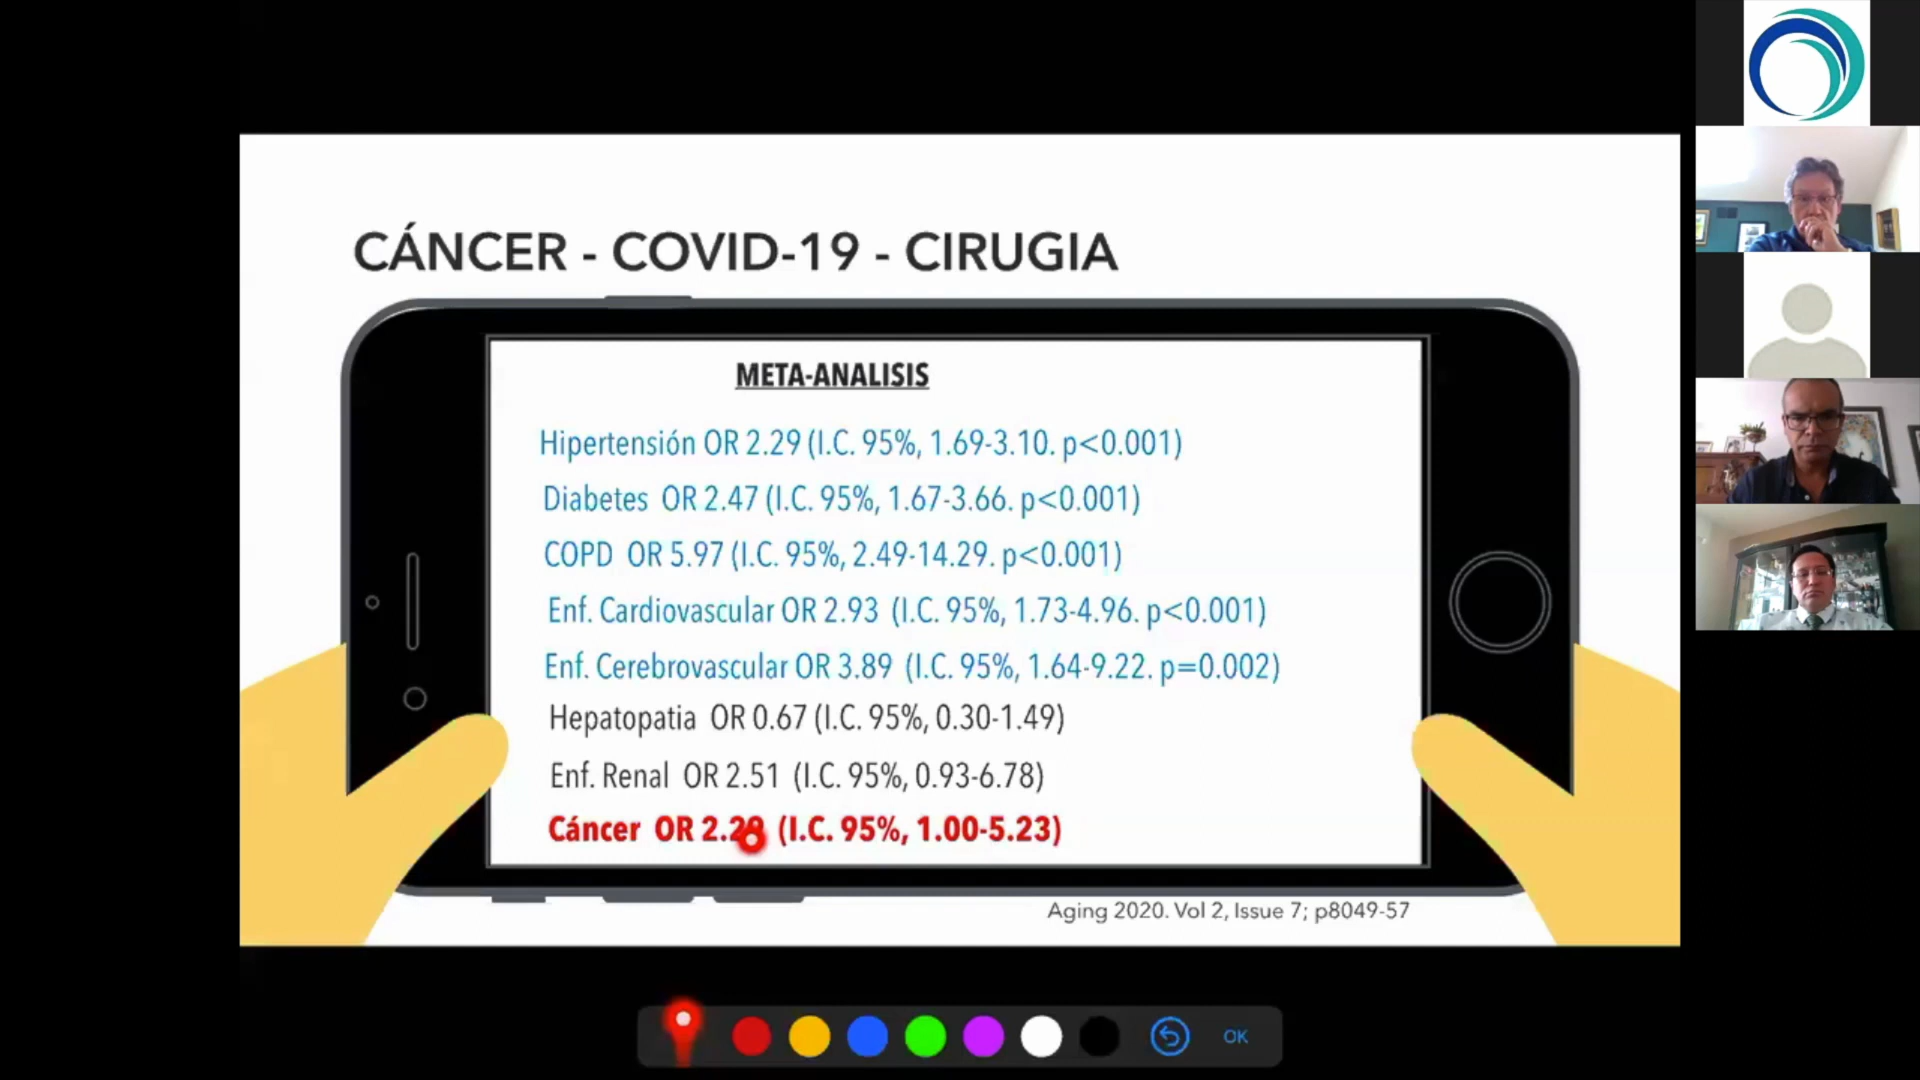 CÁNCER - COVID-19 - CIRUGIA
META-ANALISIS
Hipertensión OR 2.29 (I.C. 95%, 1.69-3.10. p<0.001)
Diabetes OR 2.47 (I.C. 95%, 1.67-3.66. p<0.001)
COPD OR 5.97 (I.C. 95%, 2.49-14.29. p<0.001)
Enf. Cardiovascular OR 2.93 (I.C. 95%, 1.73-4.96. p<0.001)
Enf. Cerebrovascular OR 3.89 (I.C. 95%, 1.64-9.22. p=0.002)
Hepatopatia OR 0.67 (I.C. 95%, 0.30-1.49)
Enf. Renal OR 2.51 (I.C. 95%, 0.93-6.78)
Cáncer OR (I.C. 95%, 1.00-5.23)
Aging 2020. Vol 2, Issue 7; p8049-57
OK